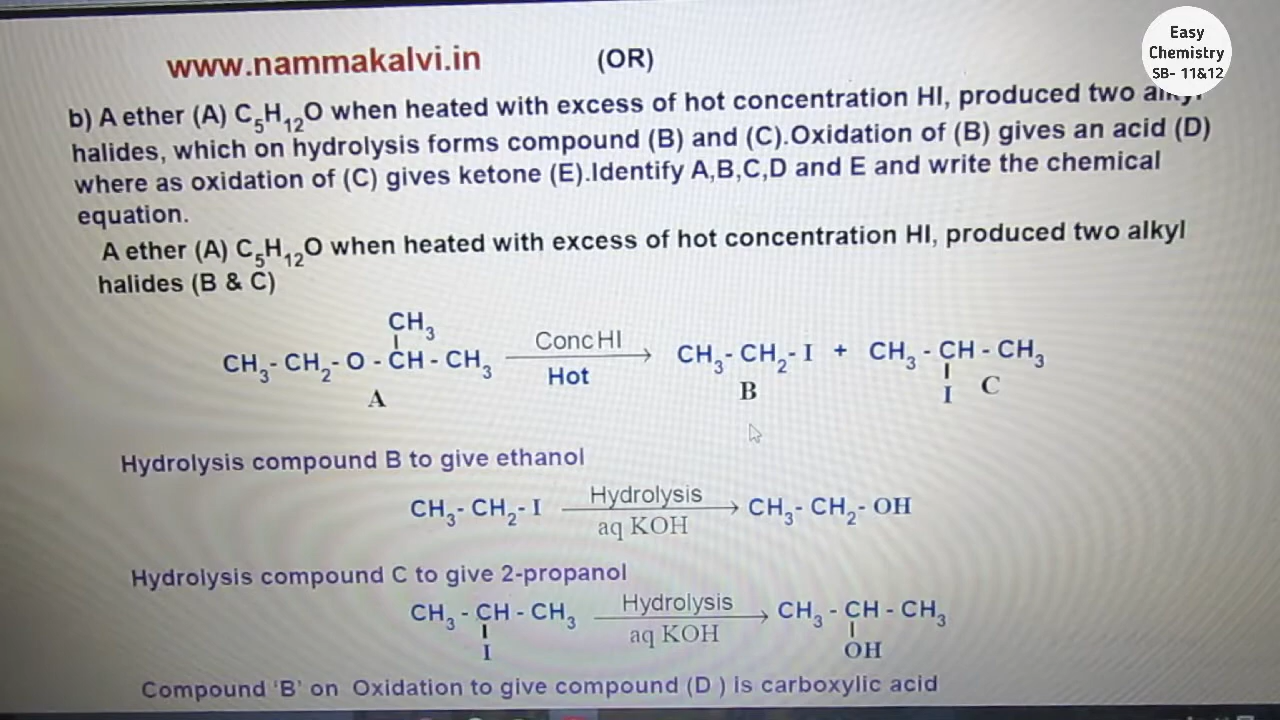 www.nammakalvi.in (OR)
Easy
Chemistry
SB- 11&12
b) A ether (A) C5H12O when heated with excess of hot concentration HI, produced two alkyl
halides, which on hydrolysis forms compound (B) and (C).Oxidation of (B) gives an acid (D)
where as oxidation of (C) gives ketone (E).Identify A,B,C,D and E and write the chemical
equation.
A ether (A) C5H12O when heated with excess of hot concentration HI, produced two alkyl
halides (B & C)
CH3
CH3- CH2- O - CH - CH3 Conc HI CH3- CH2- I + CH3 - CH - CH3
Hot
A B I C
Hydrolysis compound B to give ethanol
CH3- CH2- I Hydrolysis CH3- CH2- OH
aq KOH
Hydrolysis compound C to give 2-propanol
CH3 - CH - CH3 Hydrolysis CH3 - CH - CH3
aq KOH
I OH
Compound 'B' on Oxidation to give compound (D ) is carboxylic acid